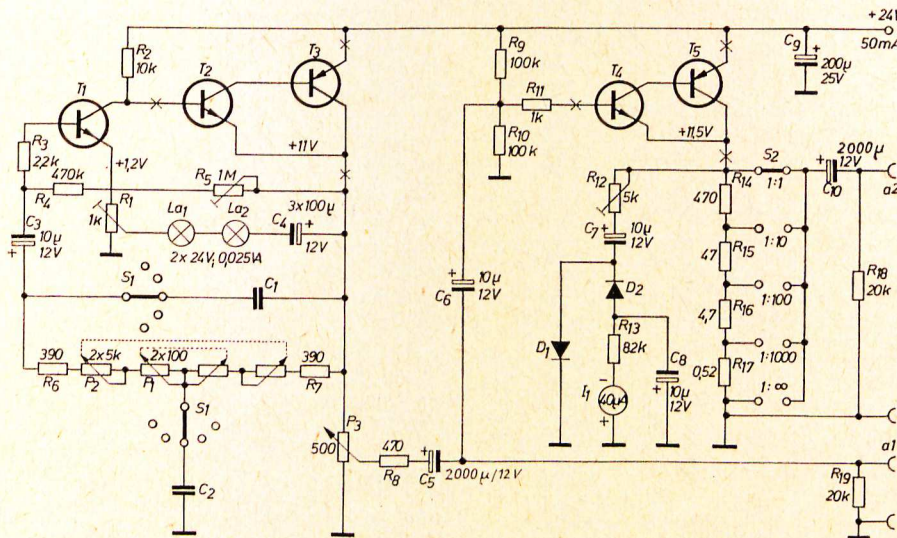 +24V
50mA
R2
10k
T1
T2
T3
R9
100k
T4
T5
C9
+
200µ
25V
R11
1k
R10
100k
+11V
+11,5V
R3
2,2k
+1,2V
470k
R4
R5
1M
R1
1k
La1
La2
3x100µ
C4
+
12V
2x24V; 0,025VA
C3
10µ
12V
+
S1
C1
R12
5k
C7
+
10µ
12V
R14
470
S2
1:1
+
2000µ
12V
C10
a2
R15
47
1:10
R16
4,7
1:100
R17
0,52
1:1000
1:∞
R18
20k
+
C6
10µ
12V
D1
D2
R13
82k
I1
-
40µA
+
C8
+
10µ
12V
390
R6
2x5k
P2
2x100
P1
390
R7
S1
C2
P3
500
470
R8
+
C5
2000µ/12V
a1
R19
20k